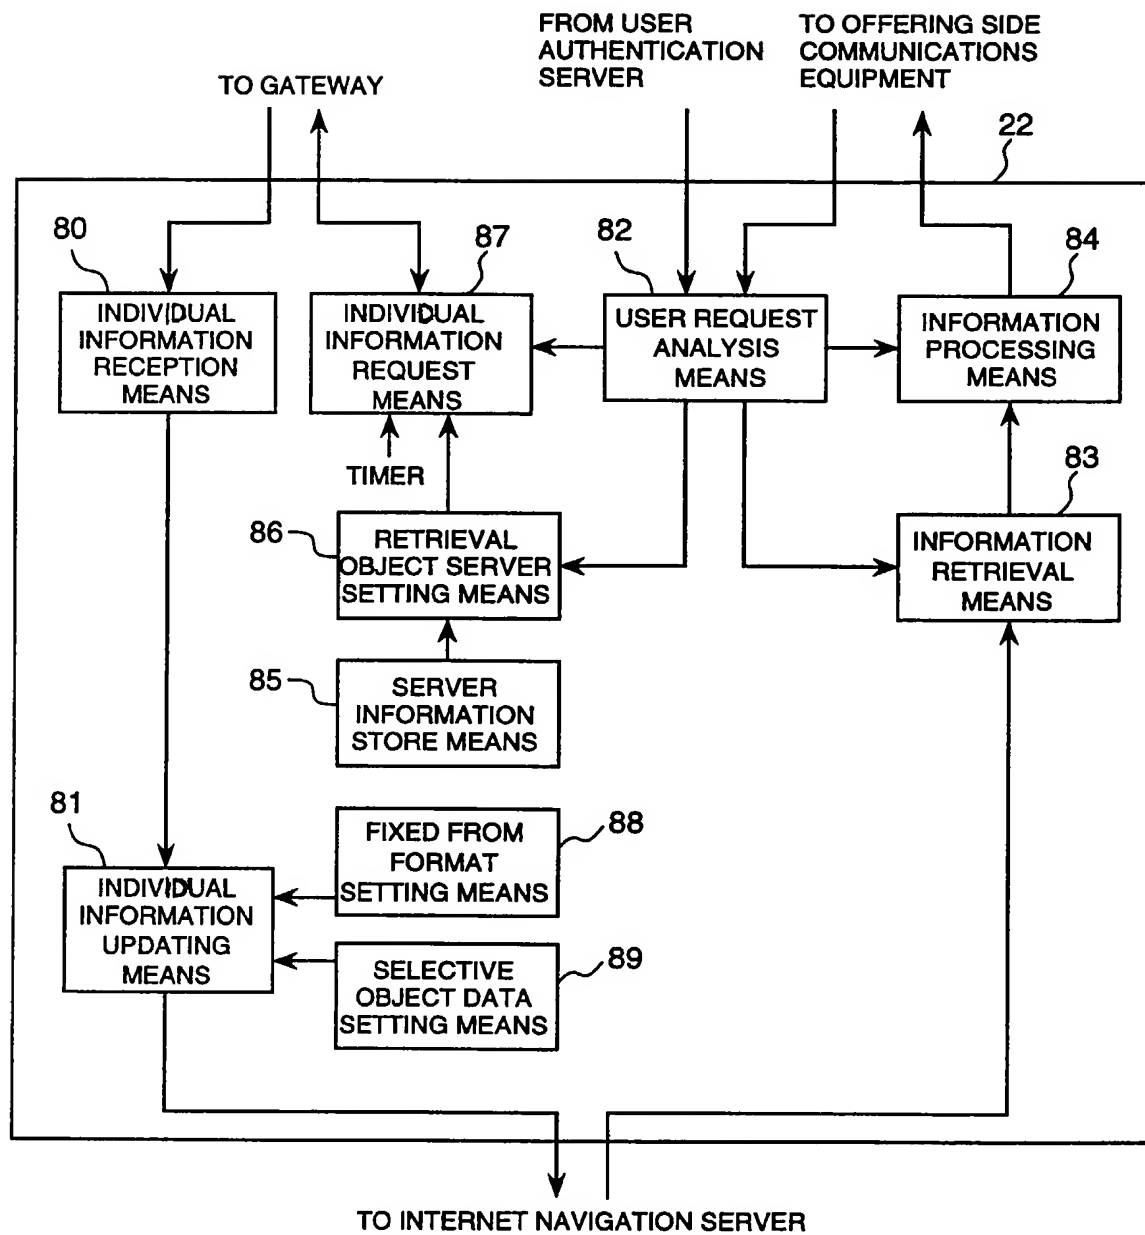 FROM USER
AUTHENTICATION
SERVER
TO OFFERING SIDE
COMMUNICATIONS
EQUIPMENT
TO GATEWAY
22
80
INDIVIDUAL
INFORMATION
RECEPTION
MEANS
87
INDIVIDUAL
INFORMATION
REQUEST
MEANS
82
USER REQUEST
ANALYSIS
MEANS
84
INFORMATION
PROCESSING
MEANS
TIMER
86
RETRIEVAL
OBJECT SERVER
SETTING MEANS
83
INFORMATION
RETRIEVAL
MEANS
85
SERVER
INFORMATION
STORE MEANS
81
INDIVIDUAL
INFORMATION
UPDATING
MEANS
88
FIXED FROM
FORMAT
SETTING MEANS
89
SELECTIVE
OBJECT DATA
SETTING MEANS
TO INTERNET NAVIGATION SERVER